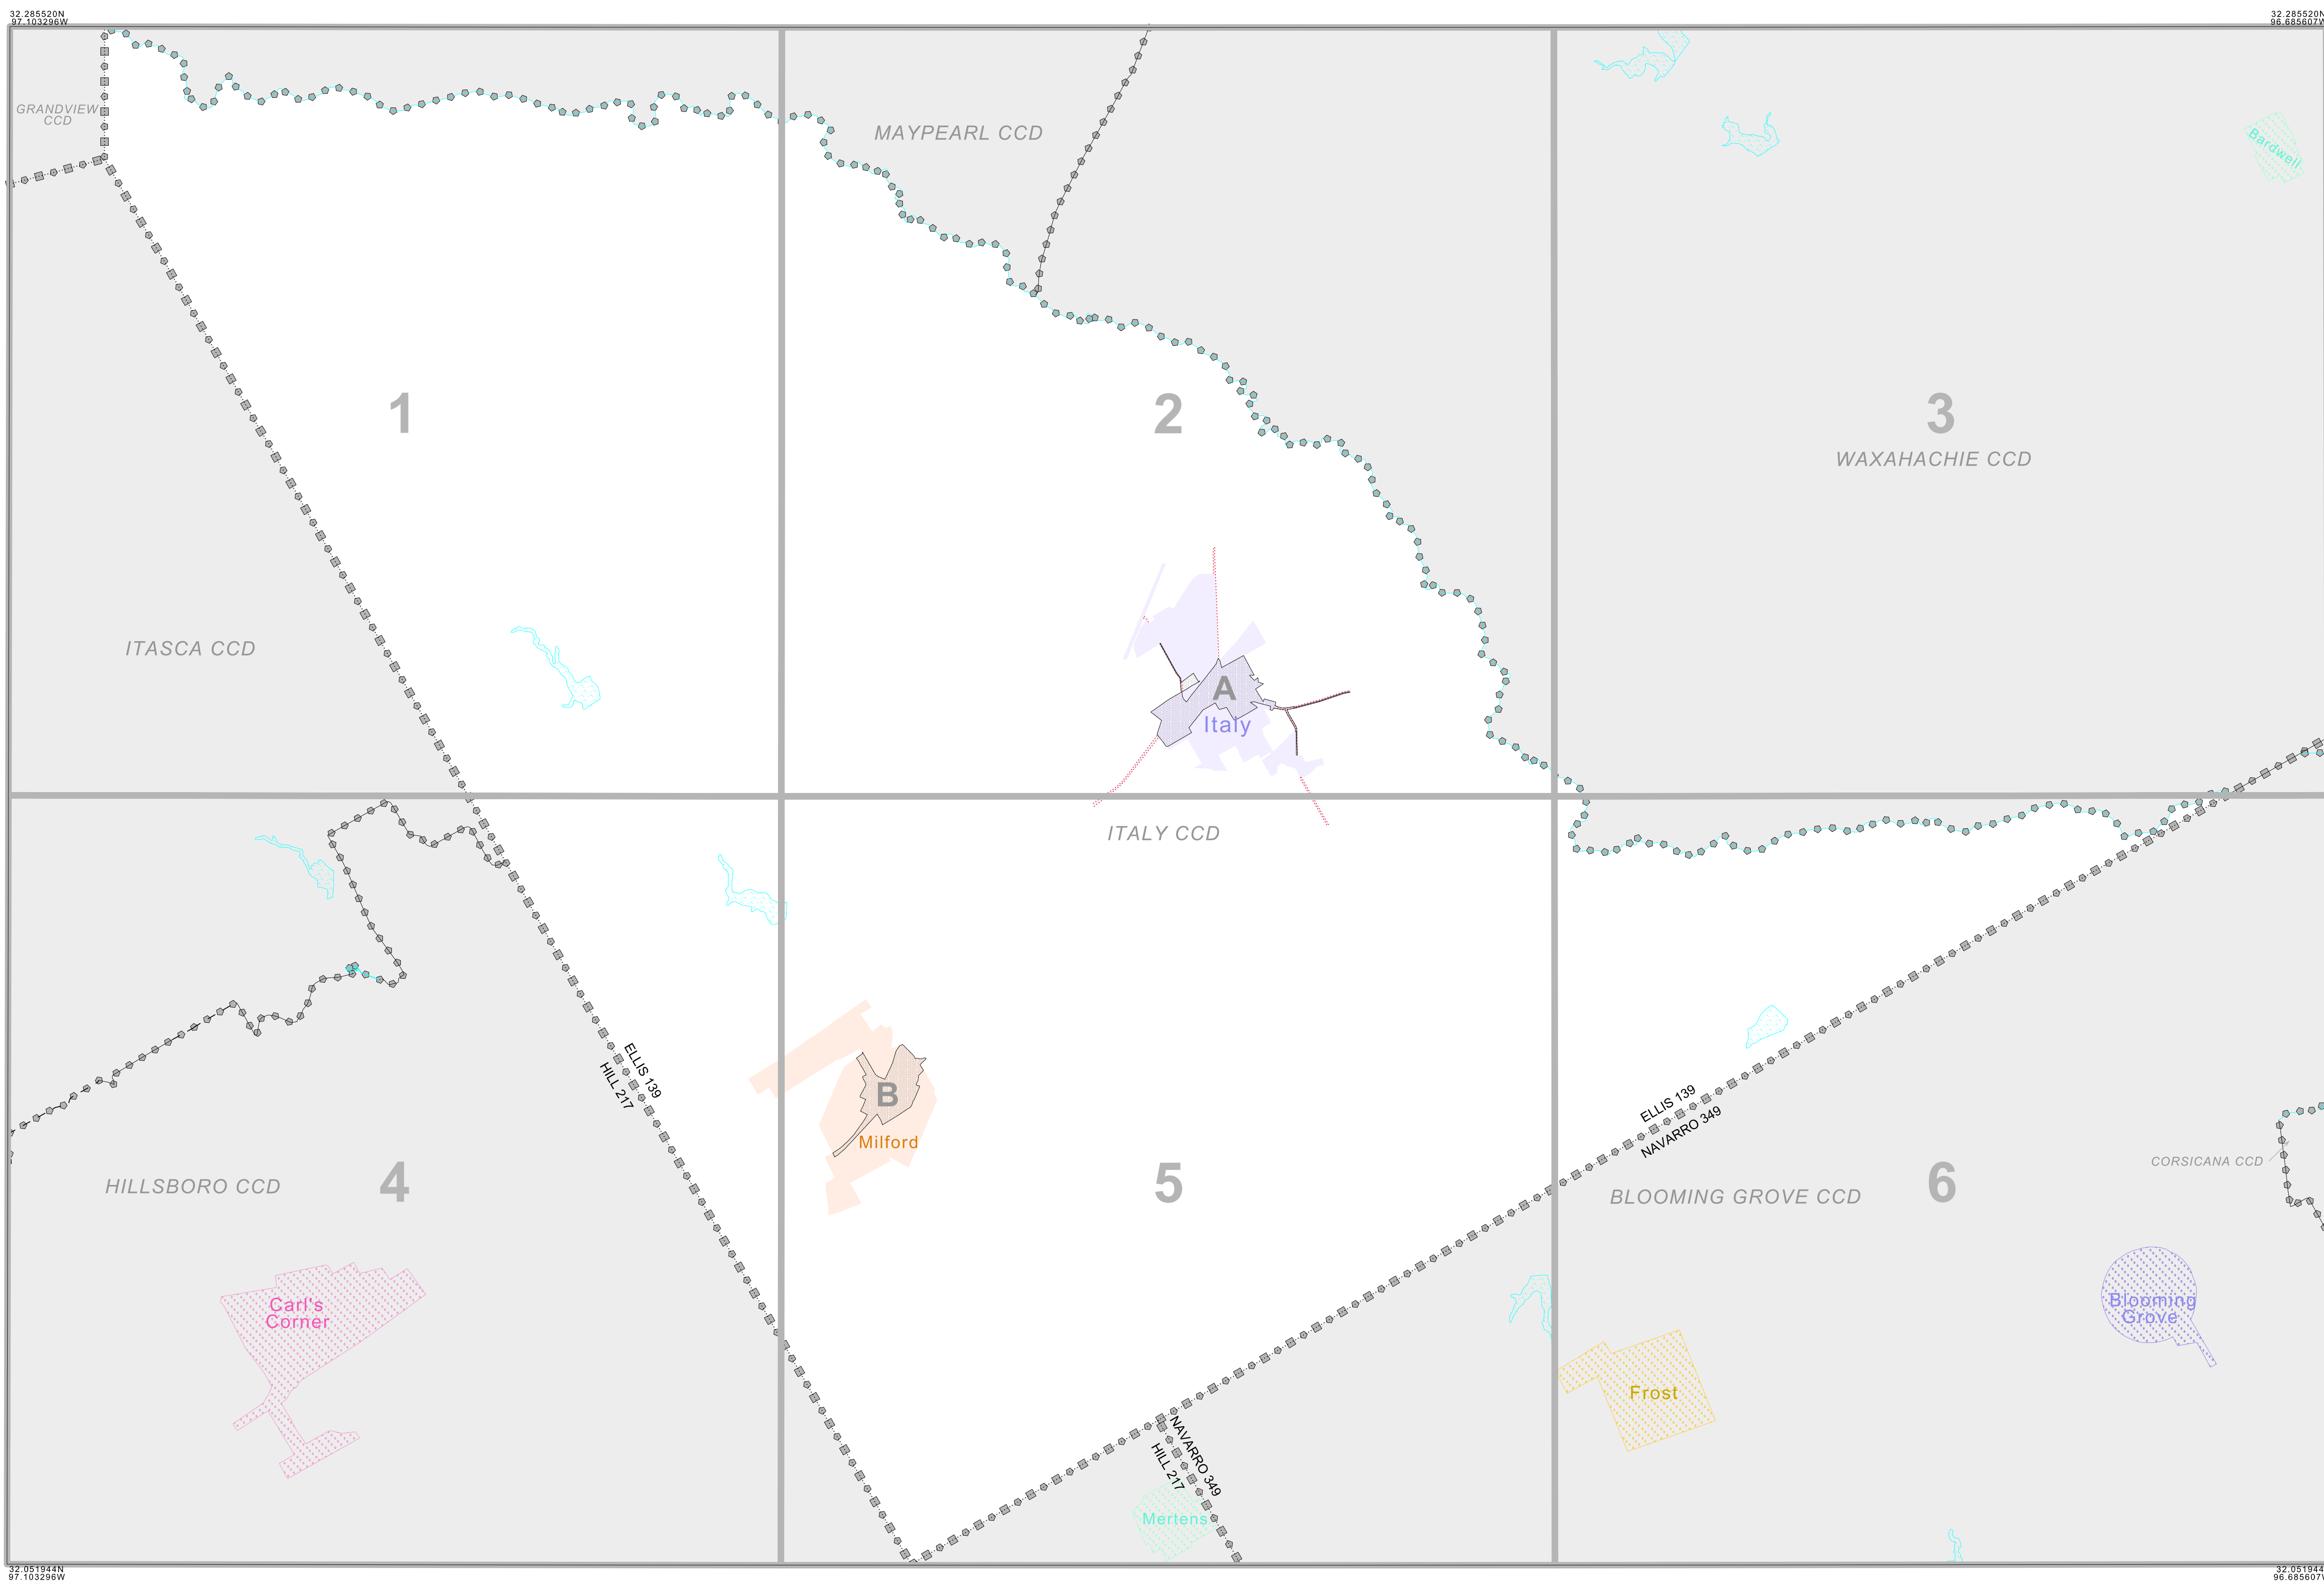 32.285520N
97.103296W
32.285520N
96.685607W
GRANDVIEW
CCD
MAYPEARL CCD
Bardwell
1
2
3
WAXAHACHIE CCD
ITASCA CCD
A
Italy
ITALY CCD
ELLIS 139
HILL 217
B
Milford
ELLIS 139
NAVARRO 349
CORSICANA CCD
HILLSBORO CCD
4
5
BLOOMING GROVE CCD
6
Carl's
Corner
Blooming
Grove
Frost
NAVARRO 349
HILL 217
Mertens
32.051944N
97.103296W
32.051944
96.685607W